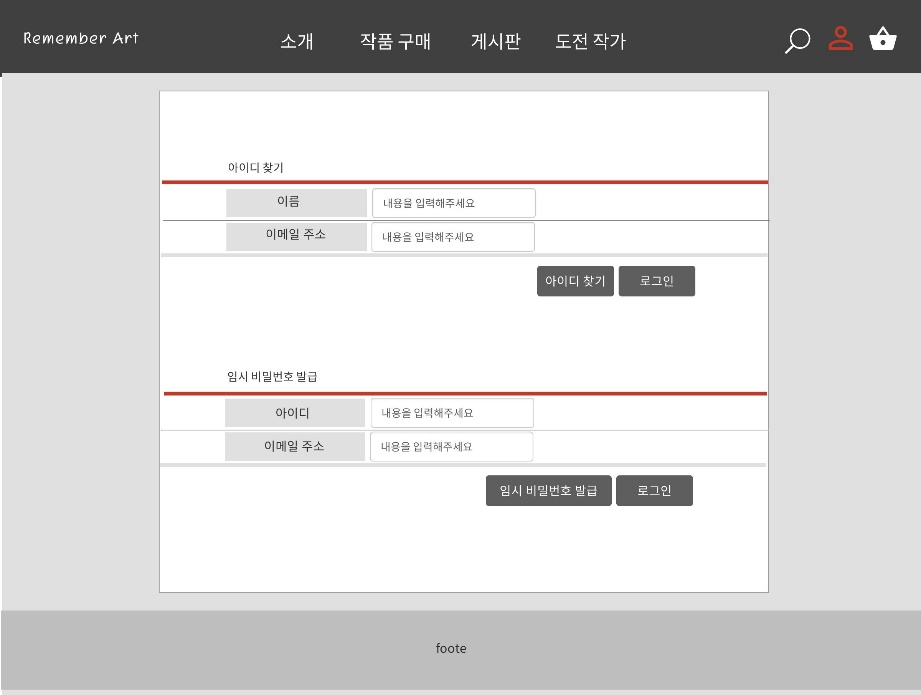 Remember Art
소개 작품 구매 게시판 도전 작가
아이디 찾기
이름 내용을 입력해주세요
이메일 주소 내용을 입력해주세요
아이디 찾기 로그인
임시 비밀번호 발급
아이디 내용을 입력해주세요
이메일 주소 내용을 입력해주세요
임시 비밀번호 발급 로그인
foote